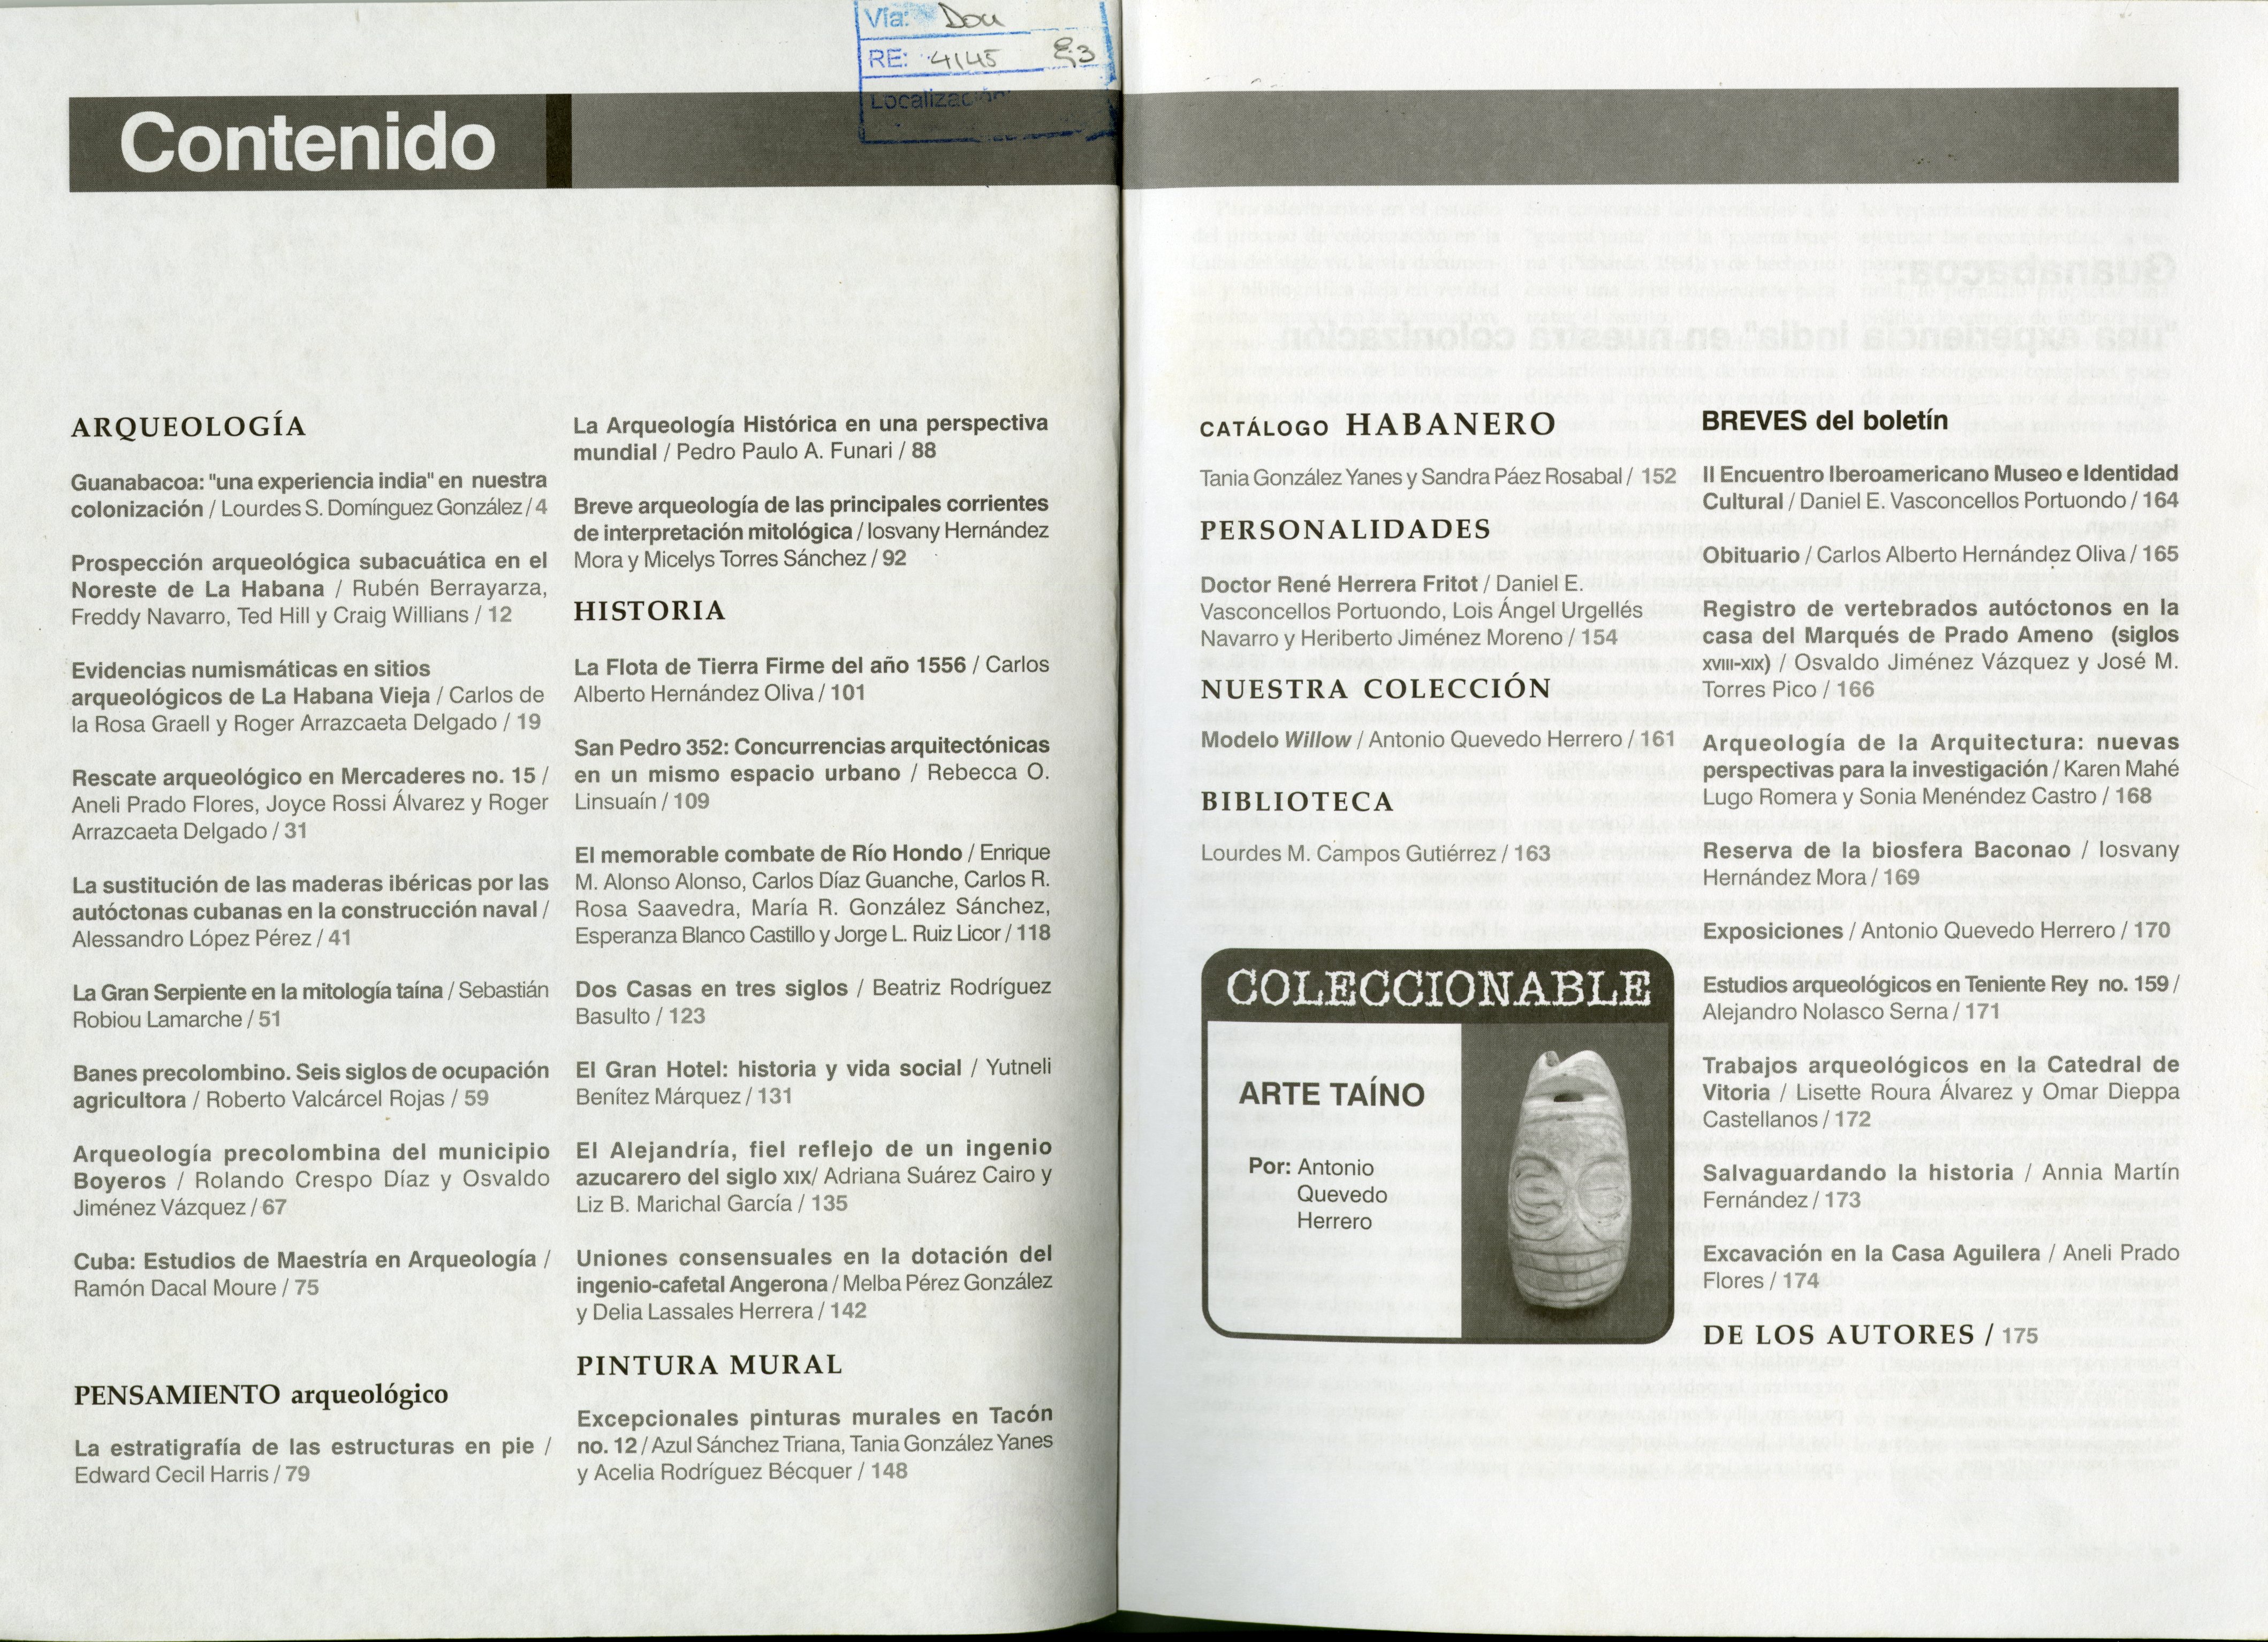 Vía: Don
RE: 4145 Ej3
Localización
Contenido
ARQUEOLOGÍA
Guanabacoa: "una experiencia india" en nuestra
colonización / Lourdes S. Domínguez González / 4
Prospección arqueológica subacuática en el
Noreste de La Habana / Rubén Berrayarza,
Freddy Navarro, Ted Hill y Craig Willians / 12
Evidencias numismáticas en sitios
arqueológicos de La Habana Vieja / Carlos de
la Rosa Graell y Roger Arrazcaeta Delgado / 19
Rescate arqueológico en Mercaderes no. 15 /
Aneli Prado Flores, Joyce Rossi Álvarez y Roger
Arrazcaeta Delgado / 31
La sustitución de las maderas ibéricas por las
autóctonas cubanas en la construcción naval /
Alessandro López Pérez / 41
La Gran Serpiente en la mitología taína / Sebastián
Robiou Lamarche / 51
Banes precolombino. Seis siglos de ocupación
agricultora / Roberto Valcárcel Rojas / 59
Arqueología precolombina del municipio
Boyeros / Rolando Crespo Díaz y Osvaldo
Jiménez Vázquez / 67
Cuba: Estudios de Maestría en Arqueología /
Ramón Dacal Moure / 75
PENSAMIENTO arqueológico
La estratigrafía de las estructuras en pie /
Edward Cecil Harris / 79
La Arqueología Histórica en una perspectiva
mundial / Pedro Paulo A. Funari / 88
Breve arqueología de las principales corrientes
de interpretación mitológica / Iosvany Hernández
Mora y Micelys Torres Sánchez / 92
HISTORIA
La Flota de Tierra Firme del año 1556 / Carlos
Alberto Hernández Oliva / 101
San Pedro 352: Concurrencias arquitectónicas
en un mismo espacio urbano / Rebecca O.
Linsuaín / 109
El memorable combate de Río Hondo / Enrique
M. Alonso Alonso, Carlos Díaz Guanche, Carlos R.
Rosa Saavedra, María R. González Sánchez,
Esperanza Blanco Castillo y Jorge L. Ruiz Licor / 118
Dos Casas en tres siglos / Beatriz Rodríguez
Basulto / 123
El Gran Hotel: historia y vida social / Yutneli
Benítez Márquez / 131
El Alejandría, fiel reflejo de un ingenio
azucarero del siglo XIX/ Adriana Suárez Cairo y
Liz B. Marichal García / 135
Uniones consensuales en la dotación del
ingenio-cafetal Angerona / Melba Pérez González
y Delia Lassales Herrera / 142
PINTURA MURAL
Excepcionales pinturas murales en Tacón
no. 12 / Azul Sánchez Triana, Tania González Yanes
y Acelia Rodríguez Bécquer / 148
CATÁLOGO HABANERO
Tania González Yanes y Sandra Páez Rosabal / 152
PERSONALIDADES
Doctor René Herrera Fritot / Daniel E.
Vasconcellos Portuondo, Lois Ángel Urgellés
Navarro y Heriberto Jiménez Moreno / 154
NUESTRA COLECCIÓN
Modelo Willow / Antonio Quevedo Herrero / 161
BIBLIOTECA
Lourdes M. Campos Gutiérrez / 163
COLECCIONABLE
ARTE TAÍNO
Por: Antonio
Quevedo
Herrero
BREVES del boletín
II Encuentro Iberoamericano Museo e Identidad
Cultural / Daniel E. Vasconcellos Portuondo / 164
Obituario / Carlos Alberto Hernández Oliva / 165
Registro de vertebrados autóctonos en la
casa del Marqués de Prado Ameno (siglos
XVIII-XIX) / Osvaldo Jiménez Vázquez y José M.
Torres Pico / 166
Arqueología de la Arquitectura: nuevas
perspectivas para la investigación / Karen Mahé
Lugo Romera y Sonia Menéndez Castro / 168
Reserva de la biosfera Baconao / Iosvany
Hernández Mora / 169
Exposiciones / Antonio Quevedo Herrero / 170
Estudios arqueológicos en Teniente Rey no. 159 /
Alejandro Nolasco Serna / 171
Trabajos arqueológicos en la Catedral de
Vitoria / Lisette Roura Álvarez y Omar Dieppa
Castellanos / 172
Salvaguardando la historia / Annia Martín
Fernández / 173
Excavación en la Casa Aguilera / Aneli Prado
Flores / 174
DE LOS AUTORES / 175